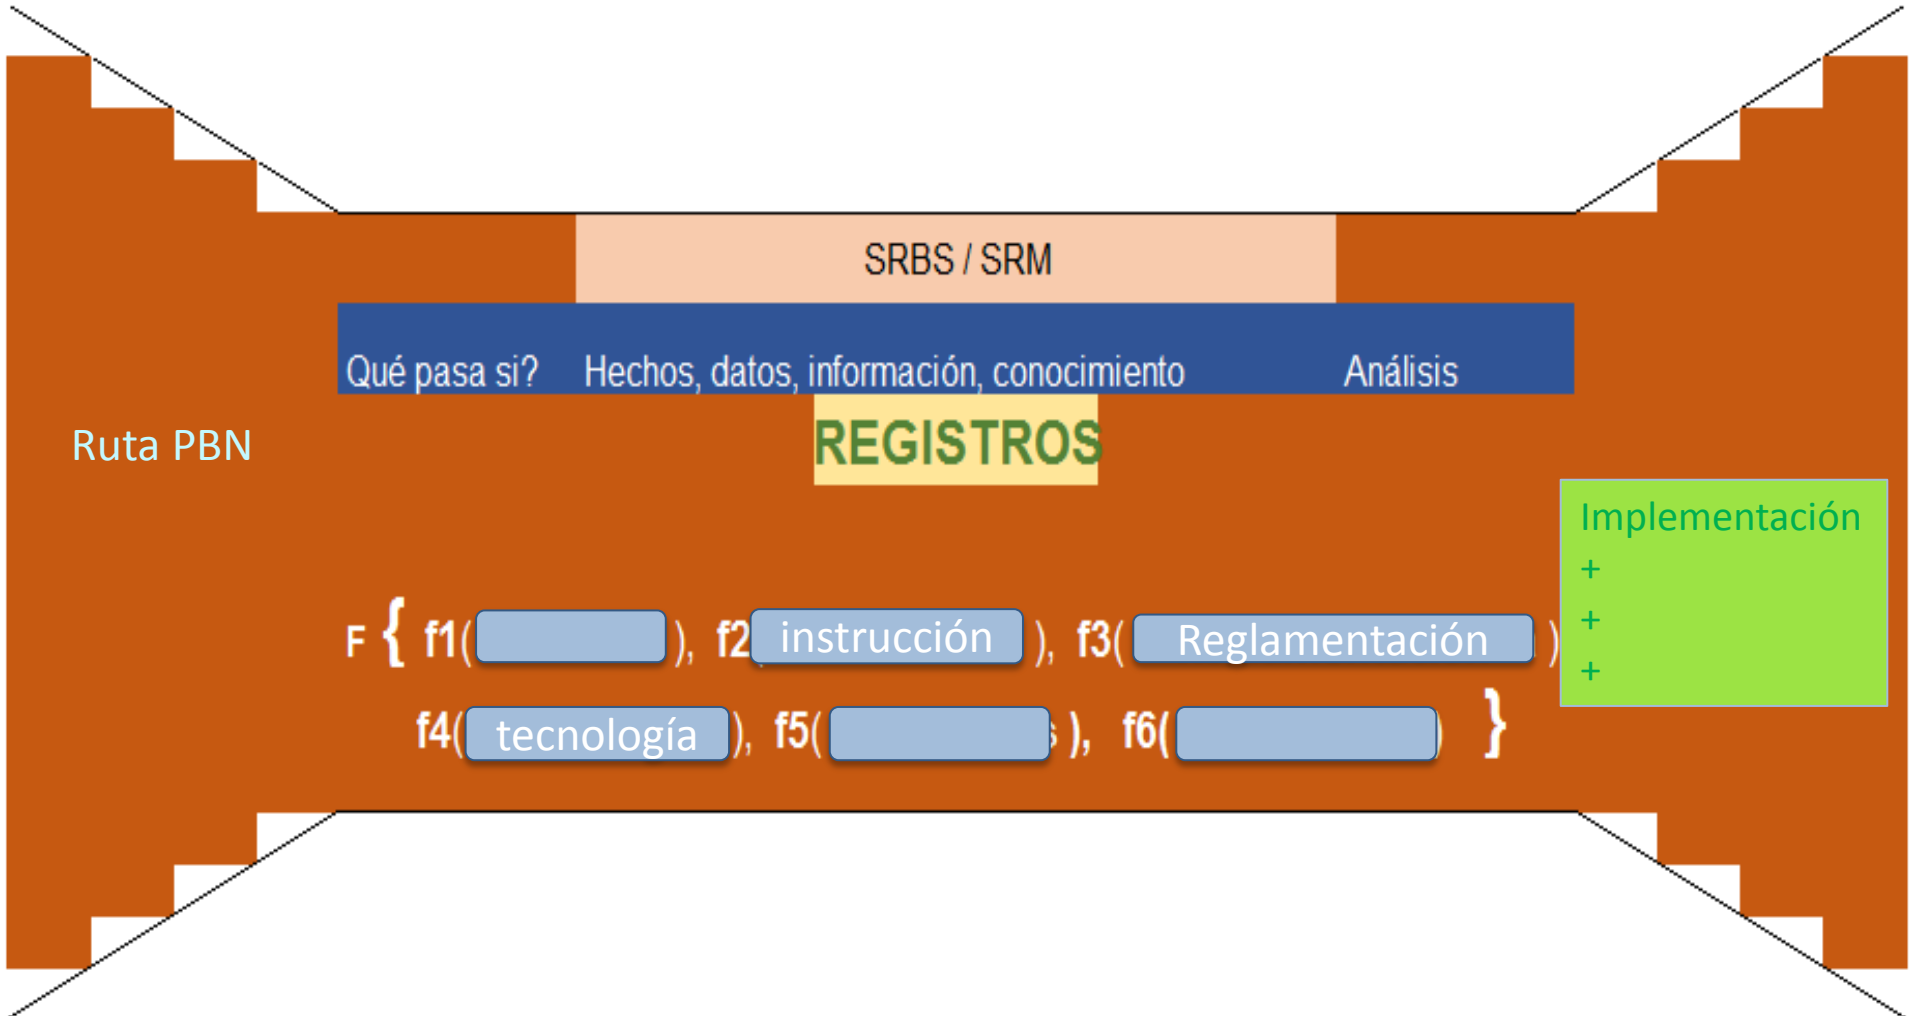 SRBS / SRM
Qué pasa si? Hechos, datos, información, conocimiento Análisis
Ruta PBN
REGISTROS
Implementación
+
+
+
F { f1( ), f2 instrucción ), f3( Reglamentación )
f4( tecnología ), f5( s ), f6( ) }